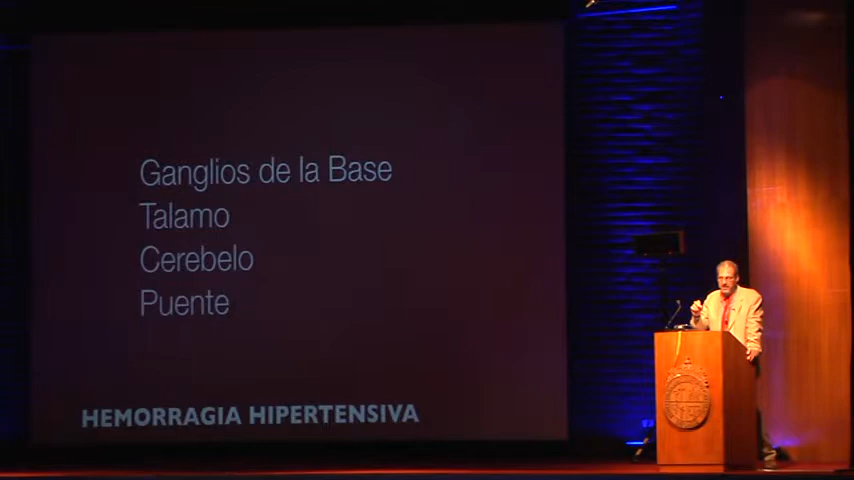 Ganglios de la Base
Talamo
Cerebelo
Puente
HEMORRAGIA HIPERTENSIVA